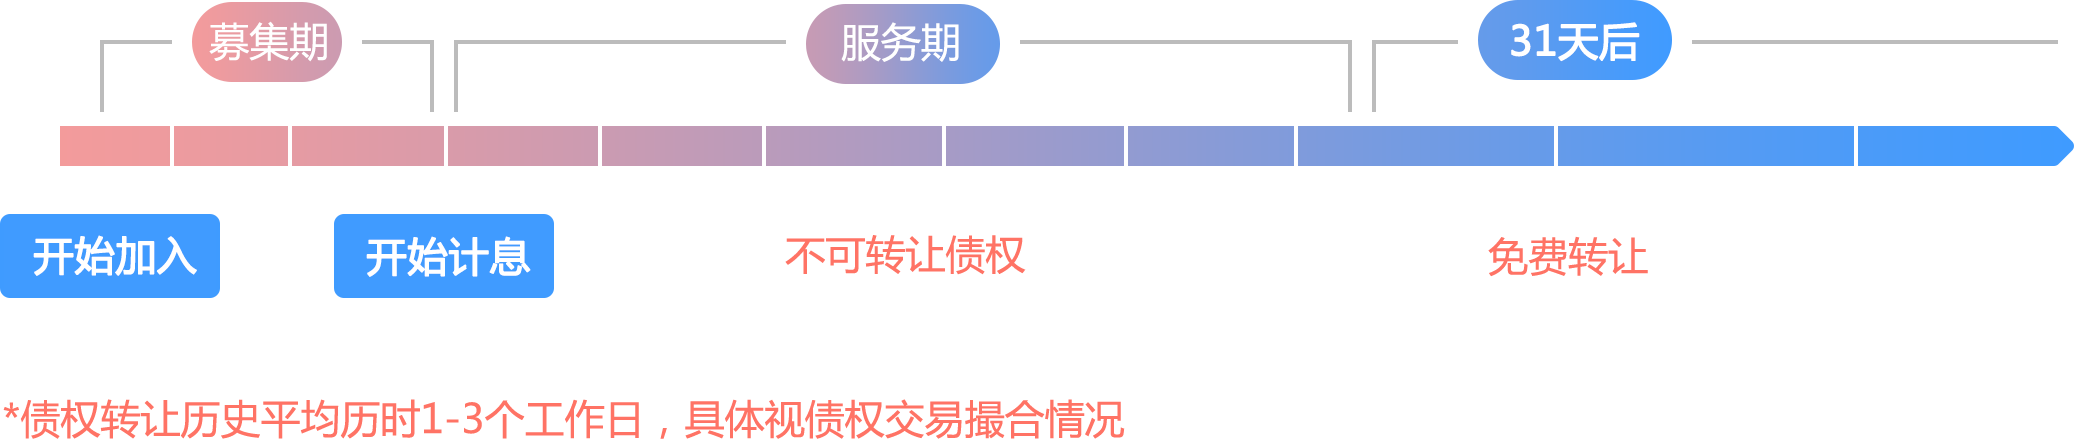 募集期
服务期
31天后
开始加入
开始计息
不可转让债权
免费转让
*债权转让历史平均历时1-3个工作日，具体视债权交易撮合情况